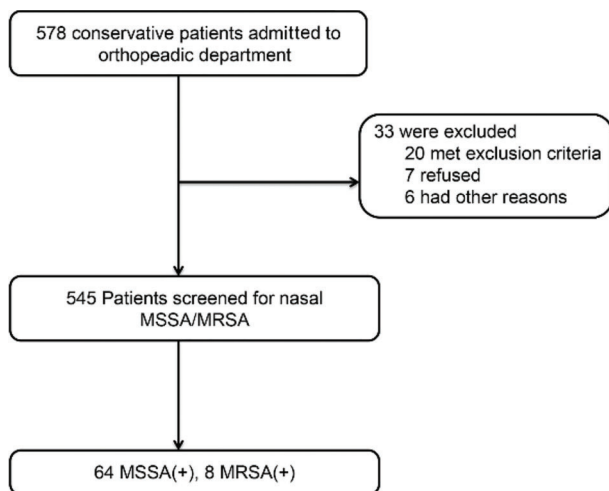 578 conservative patients admitted to
orthopeadic department
33 were excluded
20 met exclusion criteria
7 refused
6 had other reasons
545 Patients screened for nasal
MSSA/MRSA
64 MSSA(+), 8 MRSA(+)